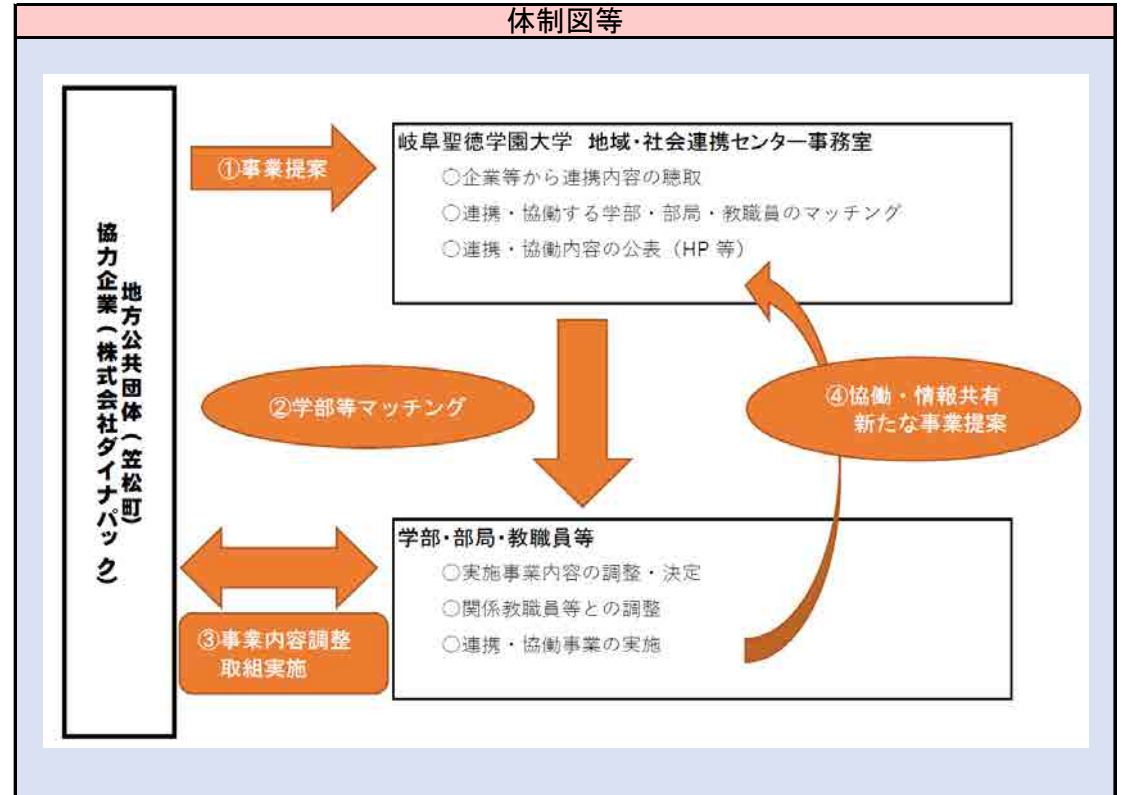 体制図等
地方公共団体（笠松町）
協力企業（株式会社ダイナパック）
①事業提案
岐阜聖徳学園大学 地域・社会連携センター事務室
○企業等から連携内容の聴取
○連携・協働する学部・部局・教職員のマッチング
○連携・協働内容の公表（HP 等）
②学部等マッチング
④協働・情報共有
新たな事業提案
学部・部局・教職員等
○実施事業内容の調整・決定
○関係教職員等との調整
○連携・協働事業の実施
③事業内容調整
取組実施